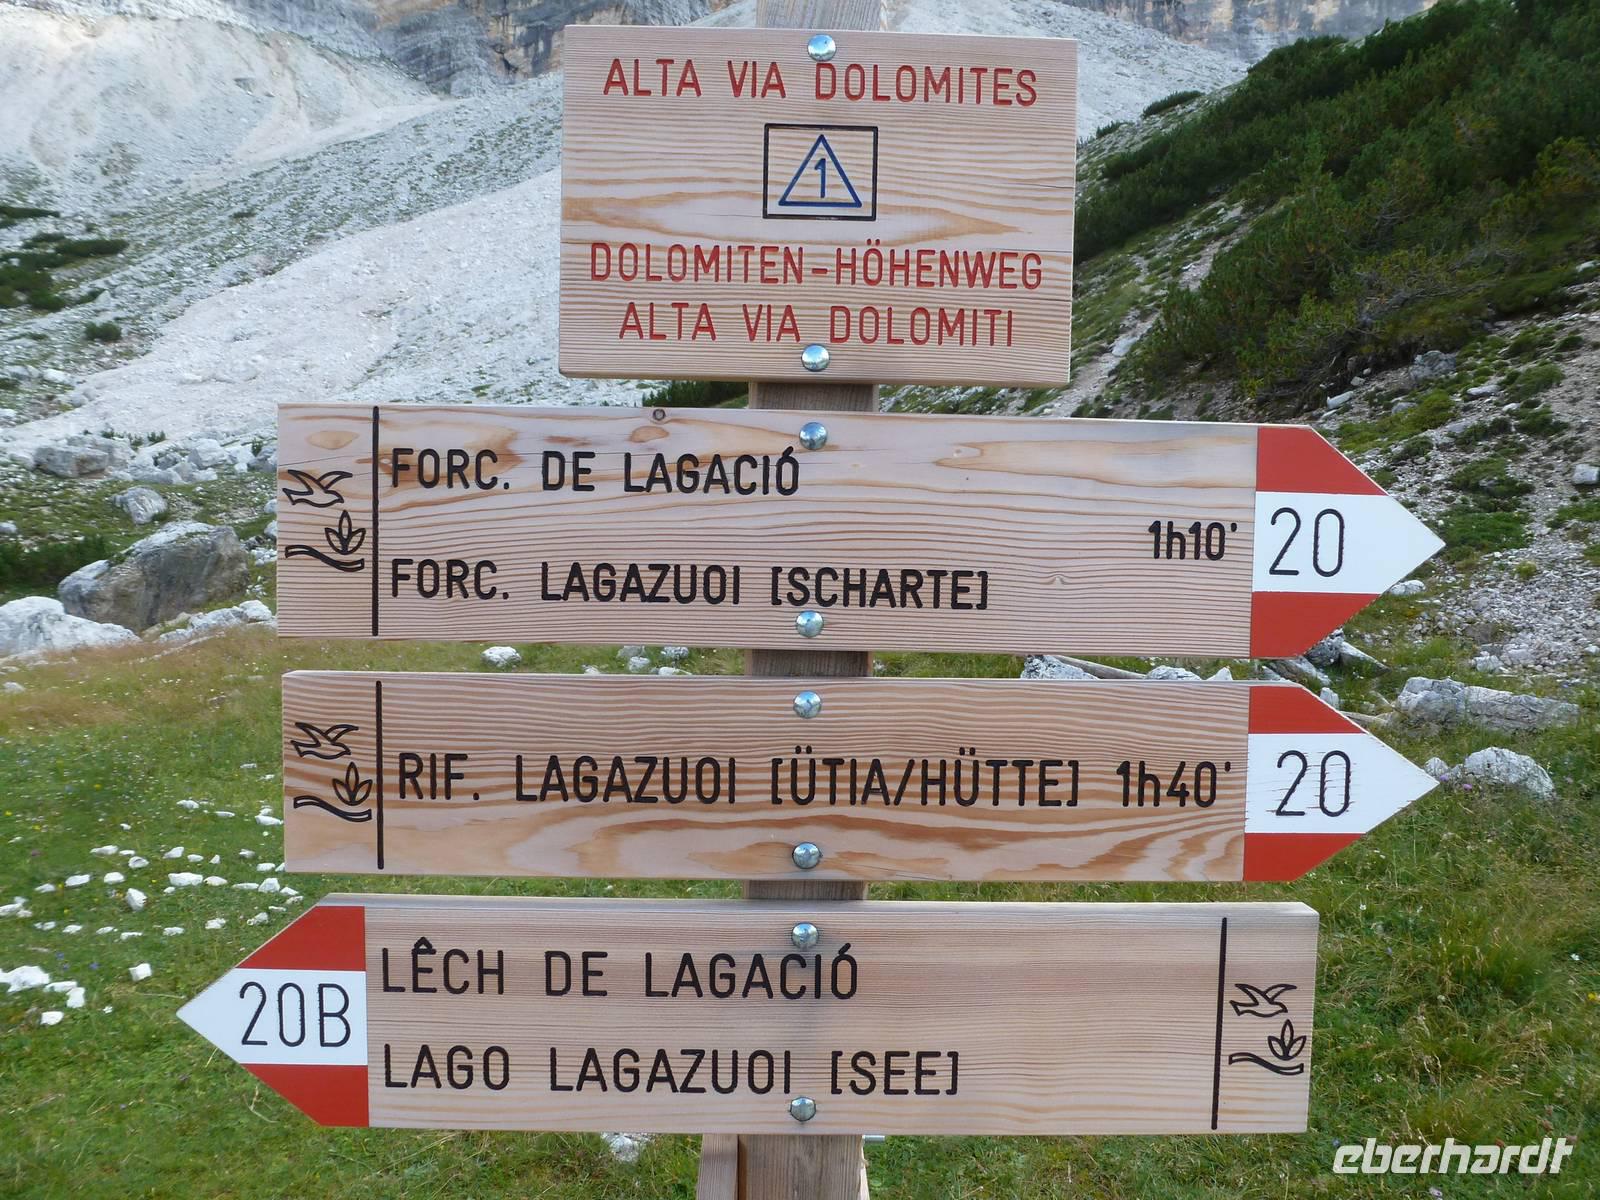 ALTA VIA DOLOMITES
1
DOLOMITEN-HÖHENWEG
ALTA VIA DOLOMITI
FORC. DE LAGACIÓ
1h10' 20
FORC. LAGAZUOI [SCHARTE]
RIF. LAGAZUOI [ÜTIA/HÜTTE] 1h40' 20
LÊCH DE LAGACIÓ
20B
LAGO LAGAZUOI [SEE]
eberhardt